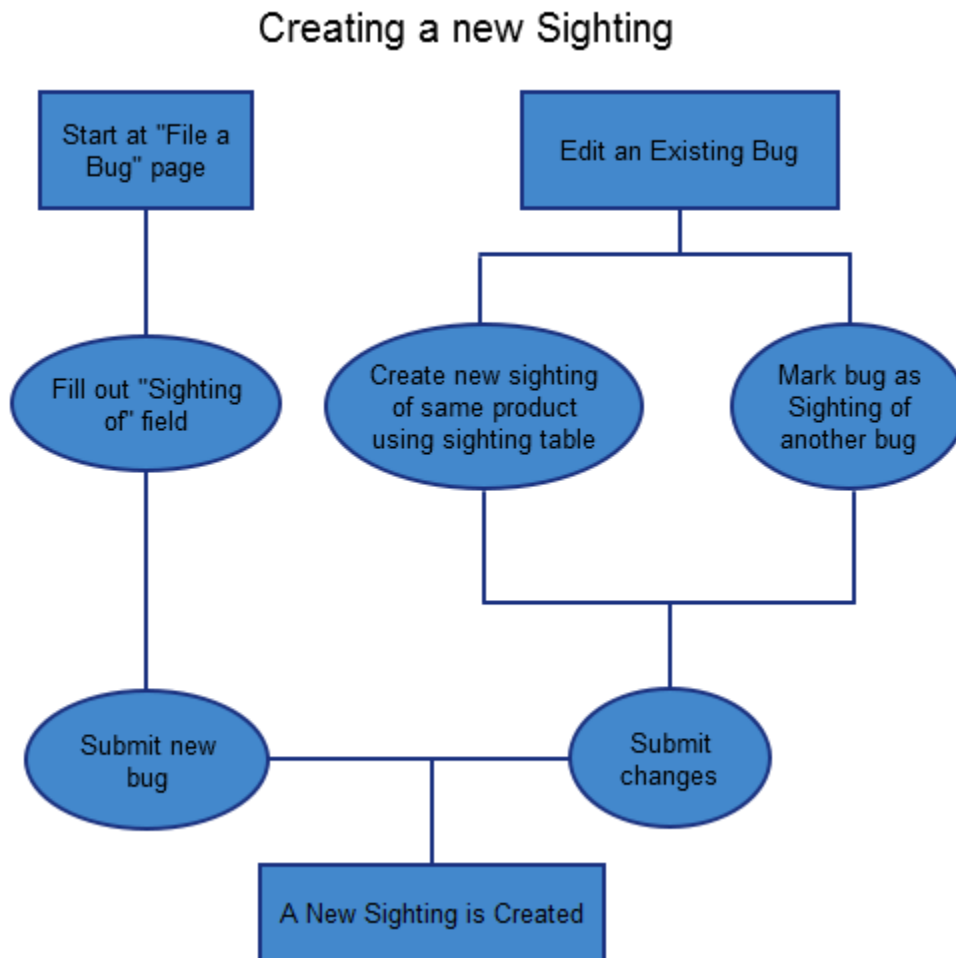 Creating a new Sighting
Start at "File a
Bug" page
Edit an Existing Bug
Fill out "Sighting
of" field
Create new sighting
of same product
using sighting table
Mark bug as
Sighting of
another bug
Submit new
bug
Submit
changes
A New Sighting is Created